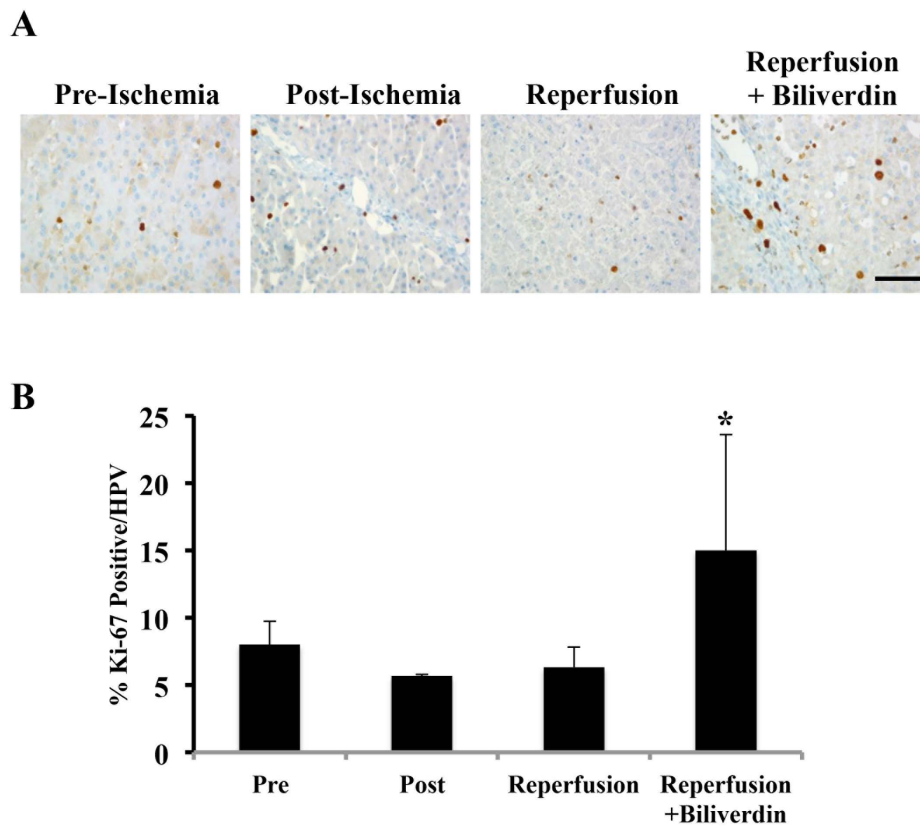 A
Pre-Ischemia
Post-Ischemia
Reperfusion
Reperfusion
+ Biliverdin
B
% Ki-67 Positive/HPV
25
20
15
10
5
0
*
Pre
Post
Reperfusion
Reperfusion
+Biliverdin